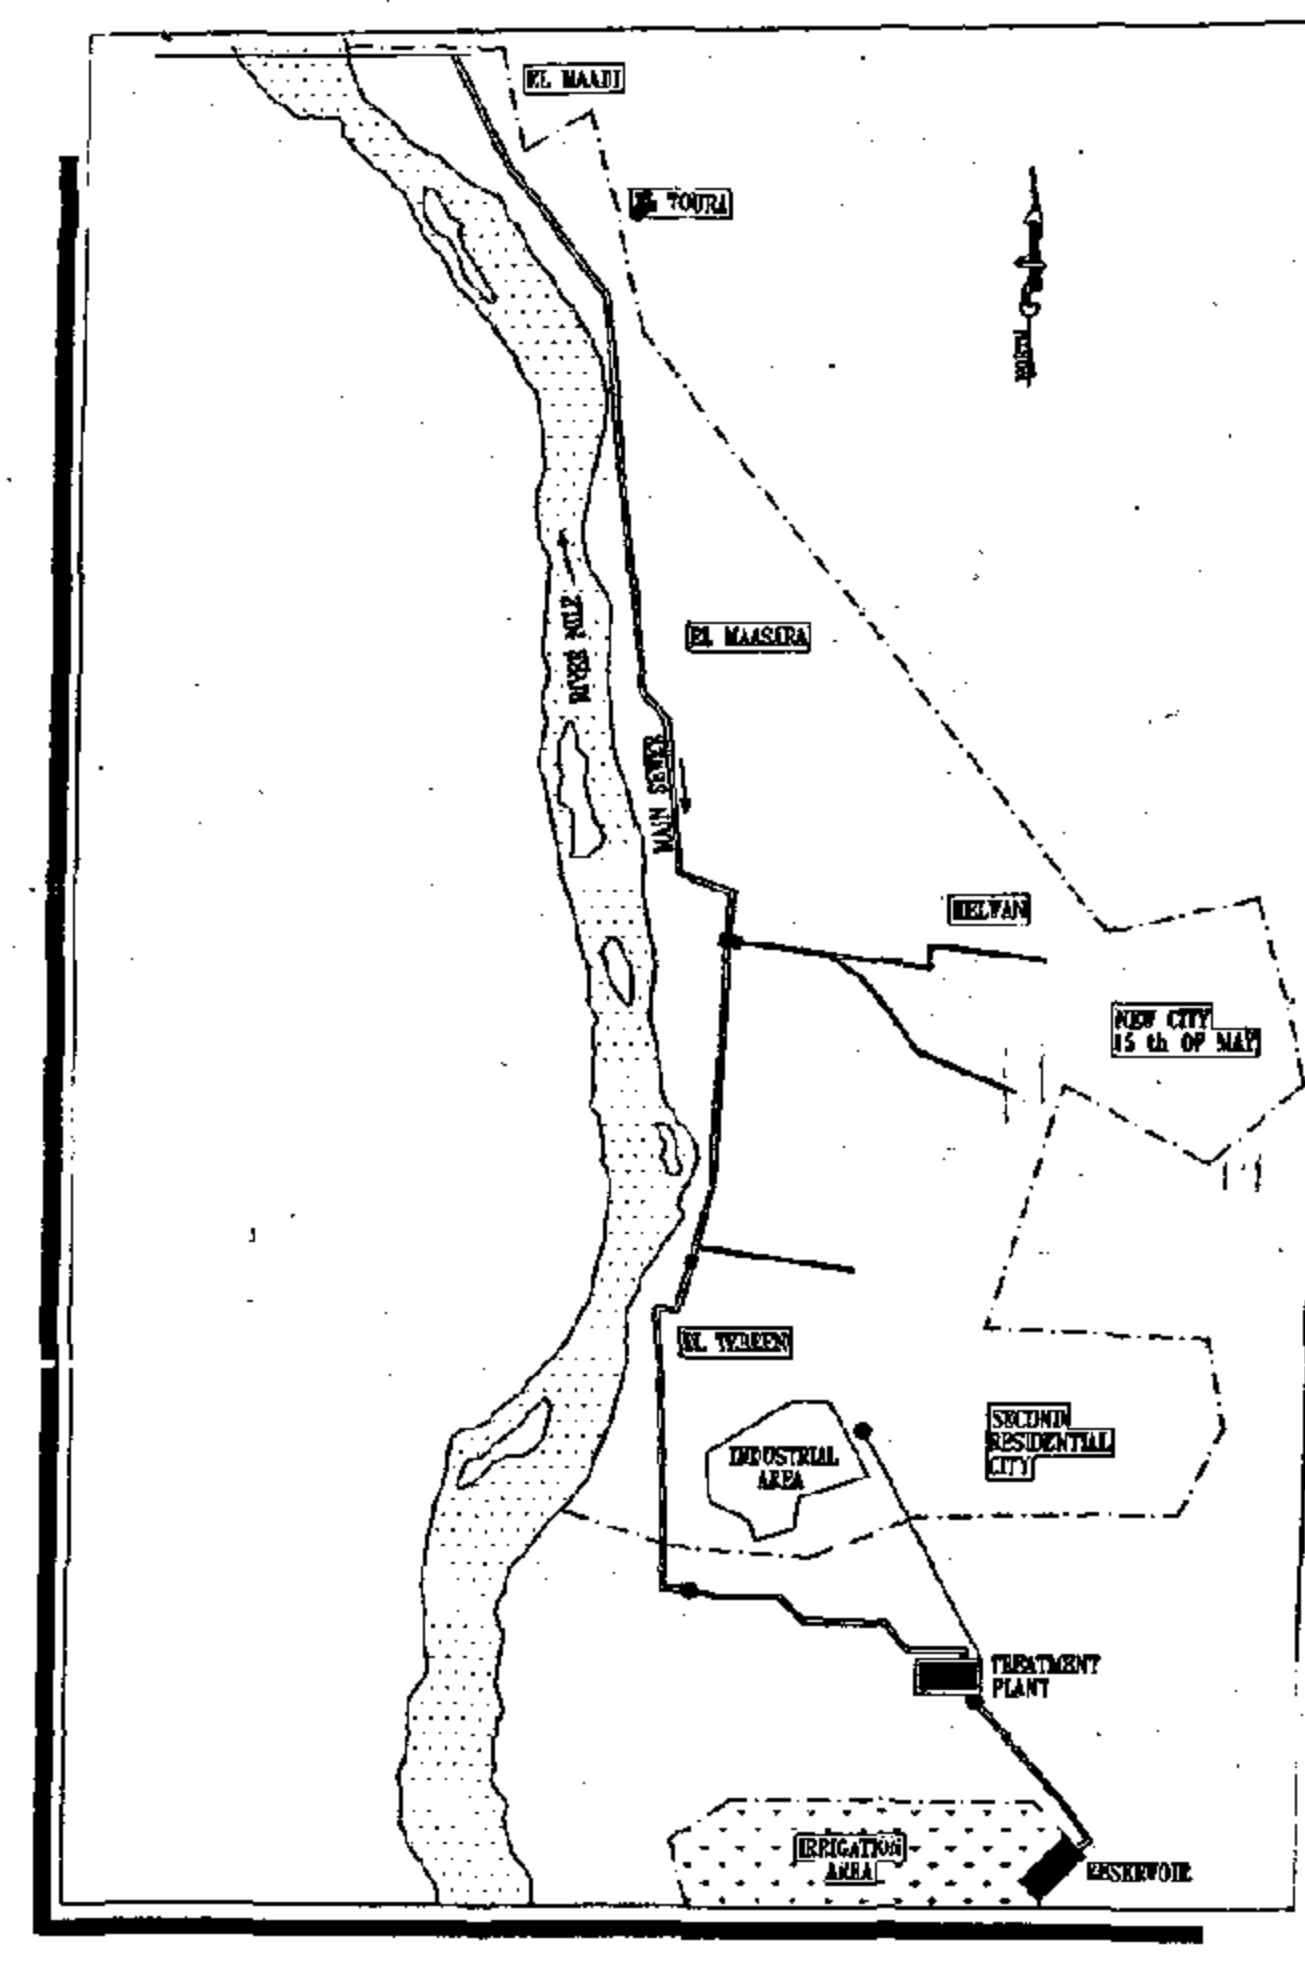 EL MAADI
TOURA
NORTH
RIVER NILE
EL MAASARA
MAIN SEWER
HELWAN
NEW CITY
15 th OF MAY
EL TEBEEN
SECOND
RESIDENTIAL
CITY
INDUSTRIAL
AREA
TREATMENT
PLANT
IRRIGATION
AREA
RESERVOIR